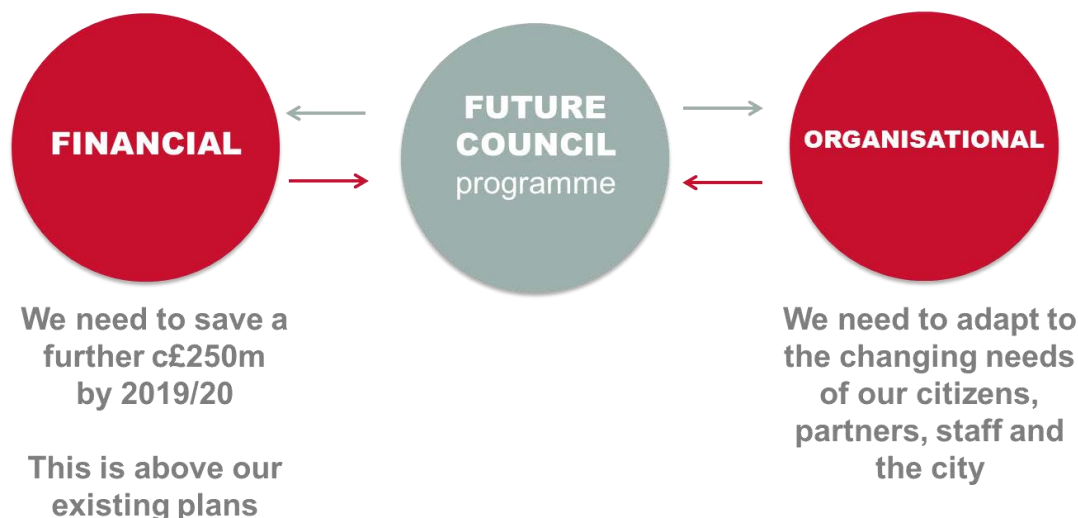 FINANCIAL
We need to save a
further c£250m
by 2019/20
This is above our
existing plans
FUTURE
COUNCIL
programme
ORGANISATIONAL
We need to adapt to
the changing needs
of our citizens,
partners, staff and
the city